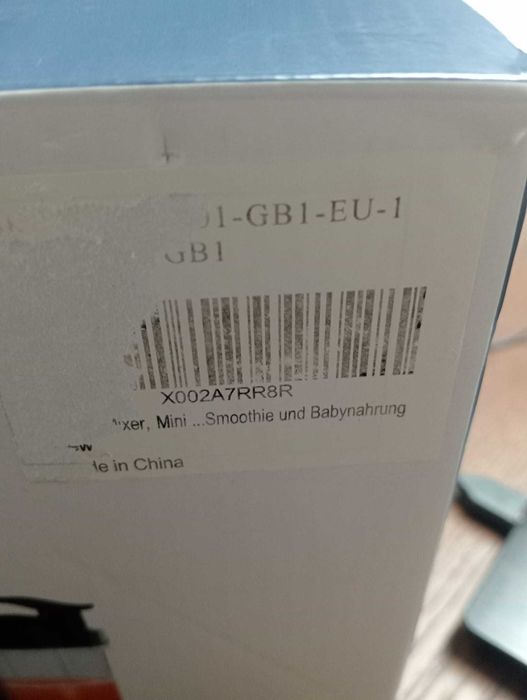 1-GB1-EU-1
GB1
X002A7RR8R
Mini ...Smoothie und Babynahrung
in China